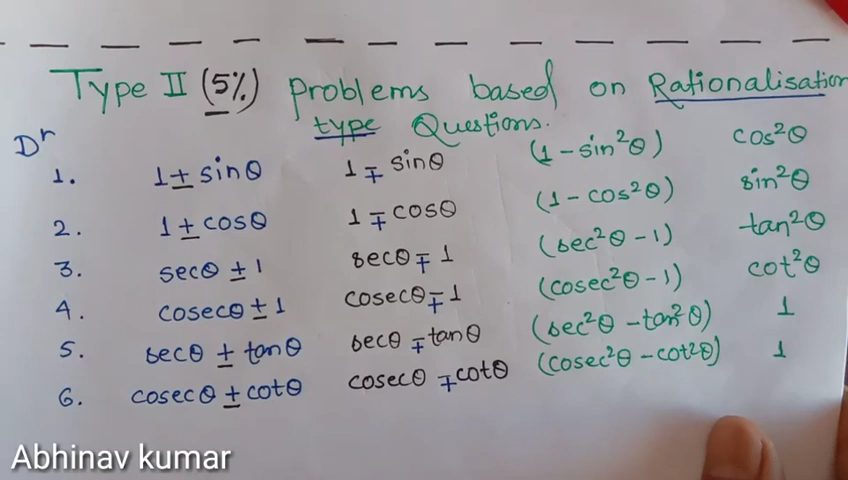 Type II (5%) problems based on Rationalisation
type Questions.
Dr
1. 1 ± sinθ 1 ∓ sinθ (1 - sin²θ) cos²θ
2. 1 ± cosθ 1 ∓ cosθ (1 - cos²θ) sin²θ
3. secθ ± 1 secθ ∓ 1 (sec²θ - 1) tan²θ
4. cosecθ ± 1 cosecθ ∓ 1 (cosec²θ - 1) cot²θ
5. secθ ± tanθ secθ ∓ tanθ (sec²θ - tan²θ) 1
6. cosecθ ± cotθ cosecθ ∓ cotθ (cosec²θ - cot²θ) 1
Abhinav kumar